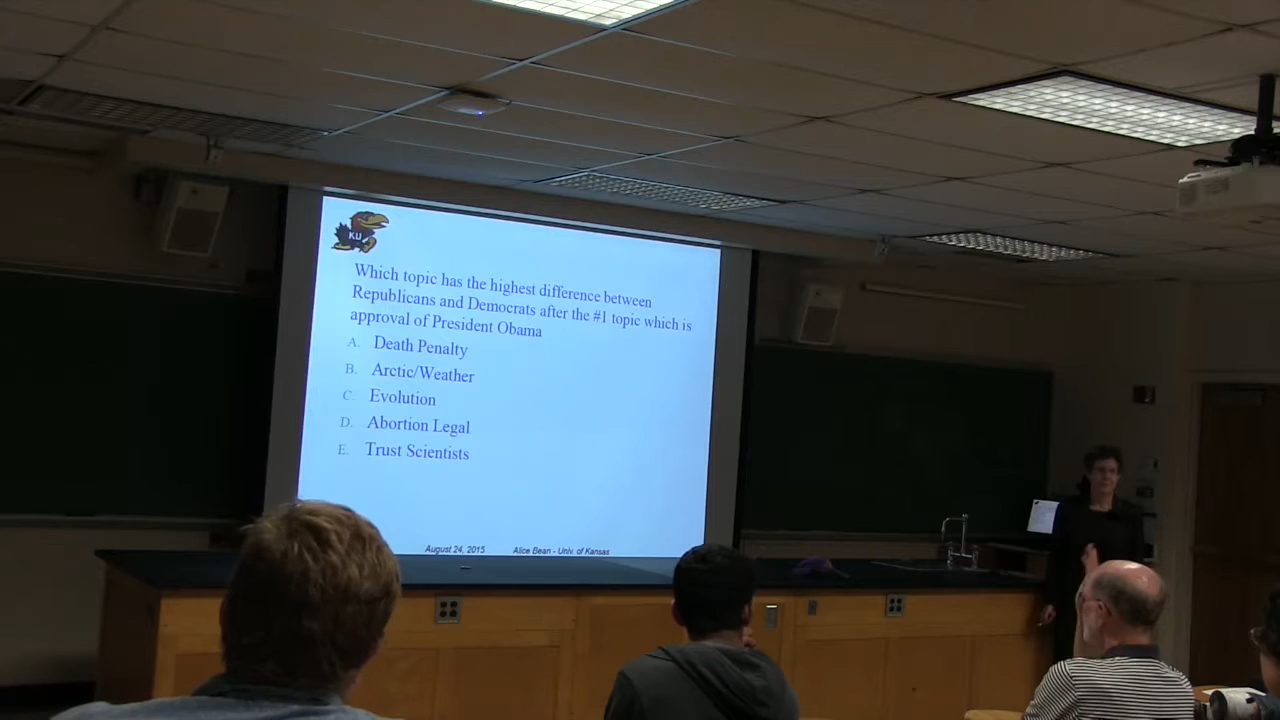 KU
Which topic has the highest difference between
Republicans and Democrats after the #1 topic which is
approval of President Obama
A. Death Penalty
B. Arctic/Weather
C. Evolution
D. Abortion Legal
E. Trust Scientists
August 24, 2015 Alice Bean - Univ. of Kansas